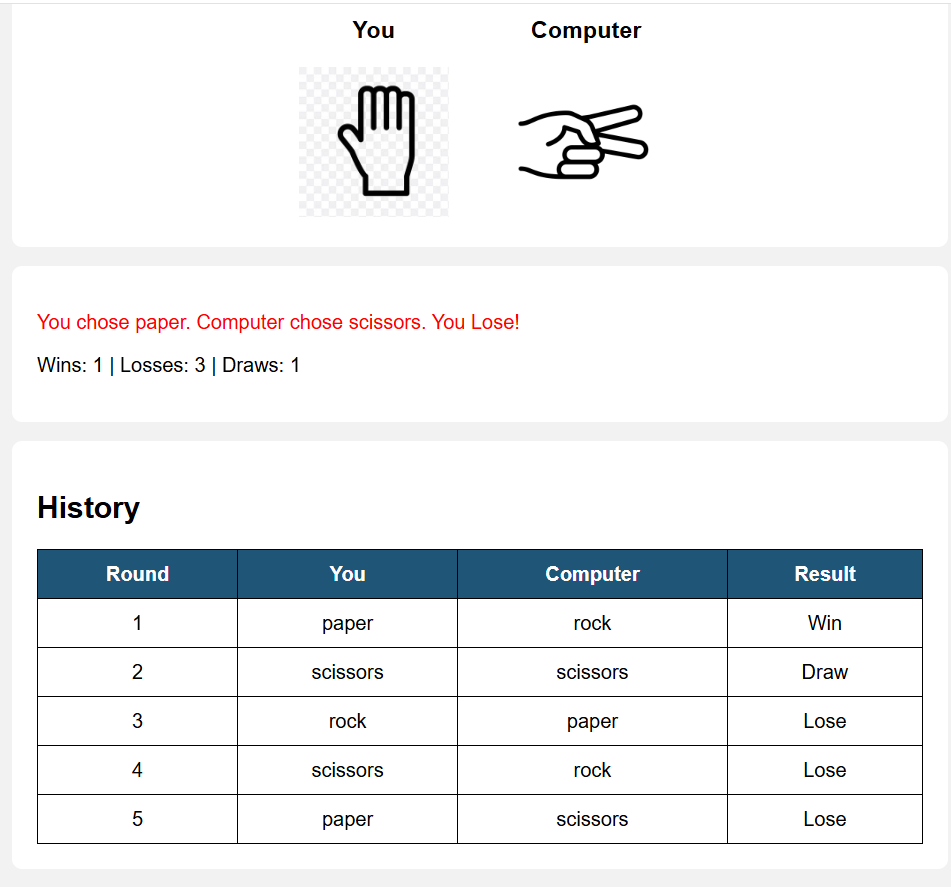 You Computer
You chose paper. Computer chose scissors. You Lose!
Wins: 1 | Losses: 3 | Draws: 1
History
Round You Computer Result
1 paper rock Win
2 scissors scissors Draw
3 rock paper Lose
4 scissors rock Lose
5 paper scissors Lose